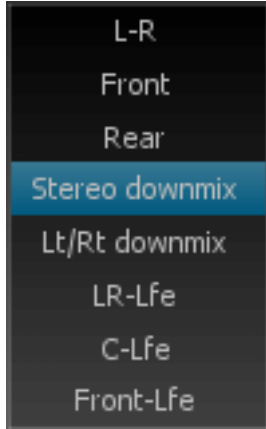 L-R
Front
Rear
Stereo downmix
Lt/Rt downmix
LR-Lfe
C-Lfe
Front-Lfe